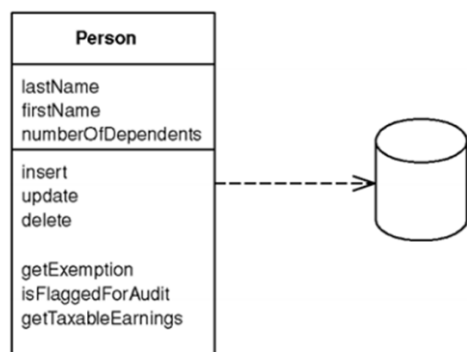 Person
lastName
firstName
numberOfDependents
insert
update
delete
getExemption
isFlaggedForAudit
getTaxableEarnings